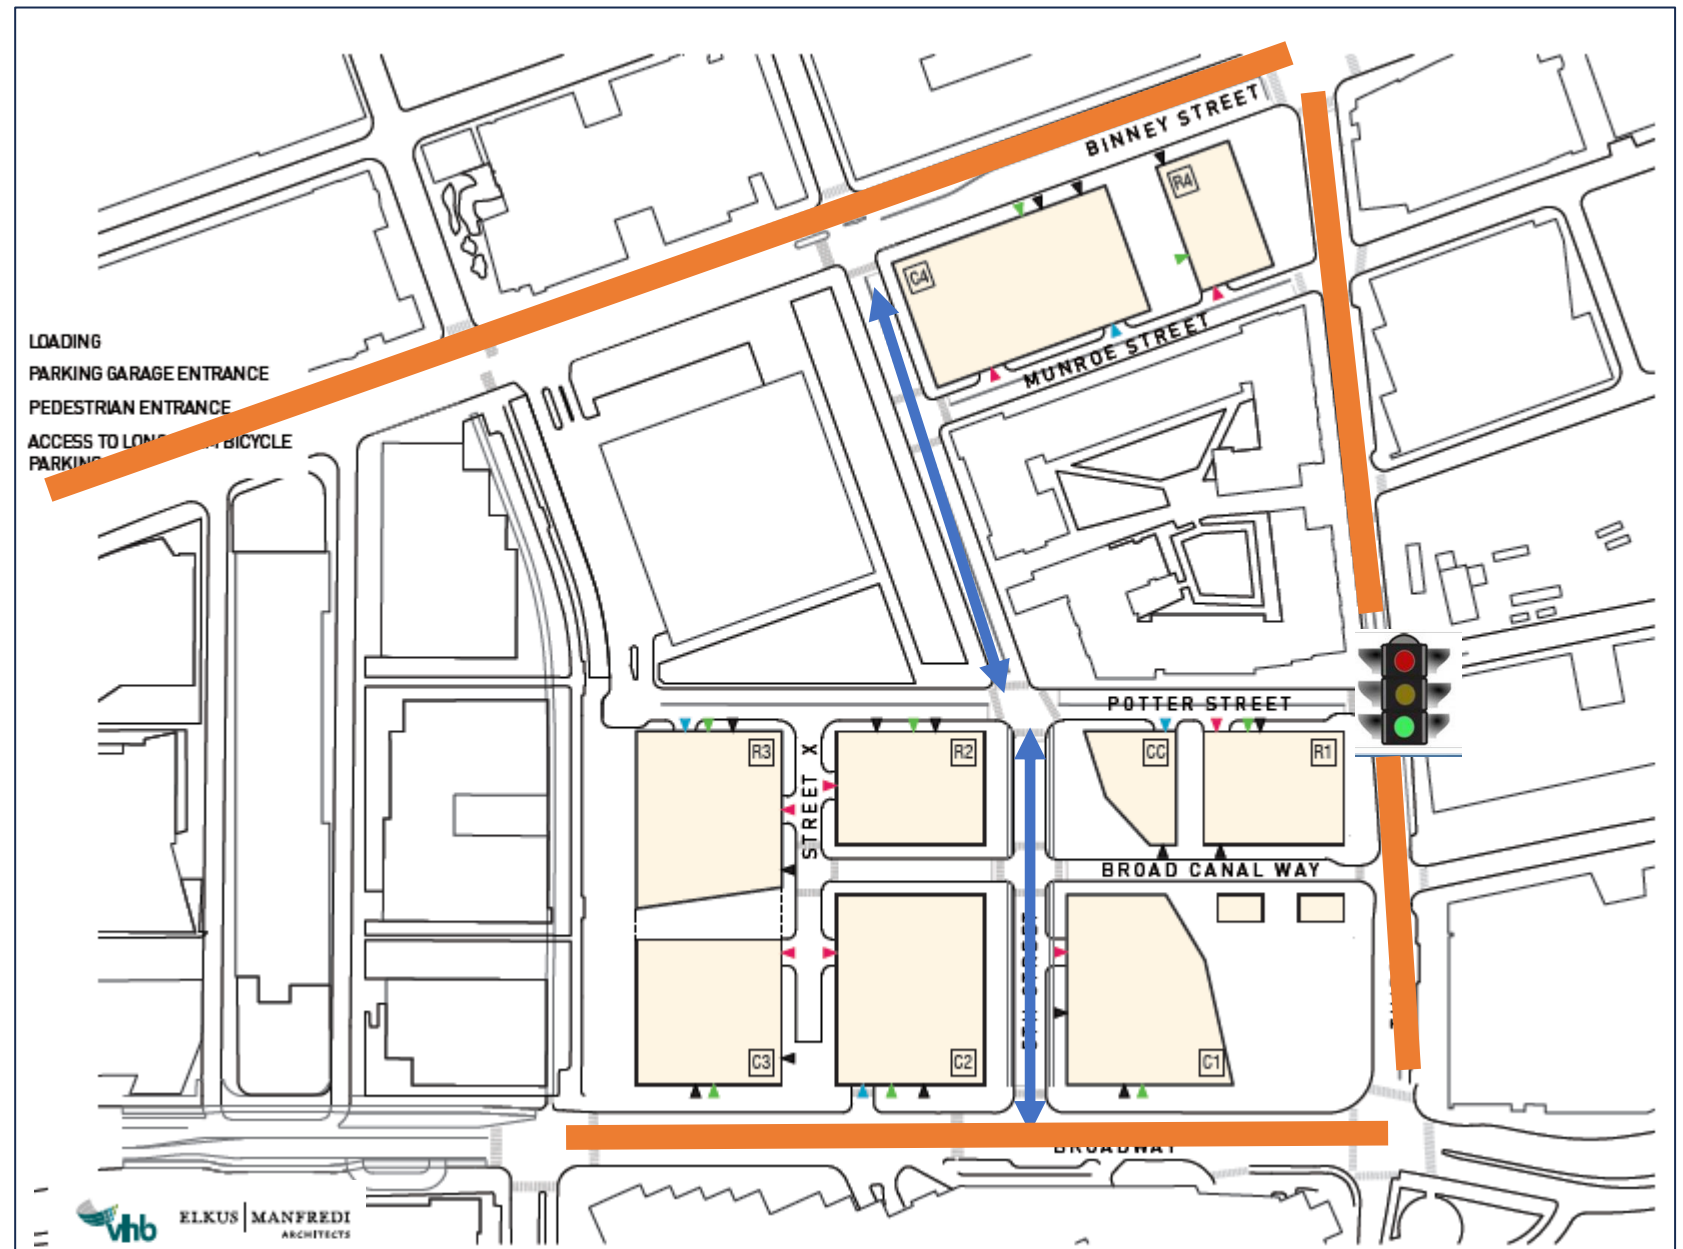 BINNEY STREET
R4
C4
MUNROE STREET
LOADING
PARKING GARAGE ENTRANCE
PEDESTRIAN ENTRANCE
ACCESS TO BICYCLE
POTTER STREET
R3
STREET X
R2
CC
R1
BROAD CANAL WAY
C3
C2
C1
BROADWAY
vhb
ELKUS | MANFREDI
ARCHITECTS